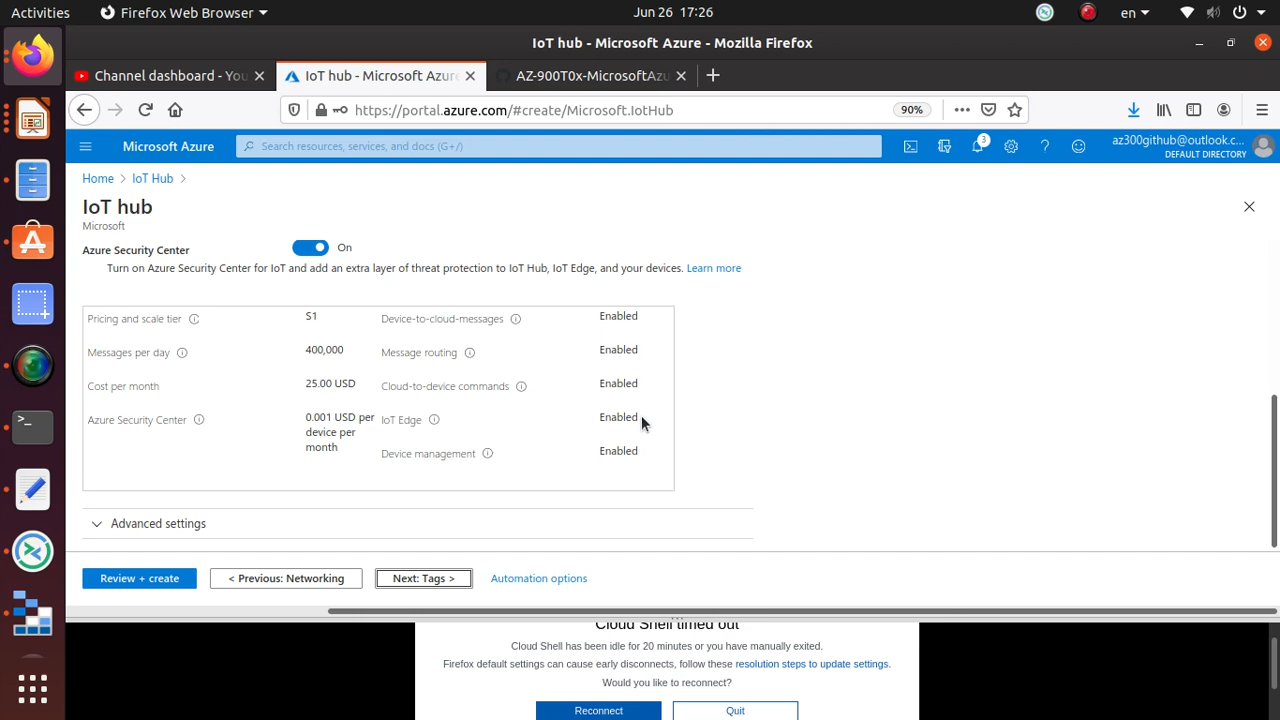 Activities
Firefox Web Browser
Jun 26 17:26
en
IoT hub - Microsoft Azure - Mozilla Firefox
Channel dashboard - You
IoT hub - Microsoft Azure
AZ-900T0x-MicrosoftAzu
https://portal.azure.com/#create/Microsoft.IotHub
90%
Microsoft Azure
Search resources, services, and docs (G+/)
3
az300github@outlook.c...
DEFAULT DIRECTORY
Home > IoT Hub >
IoT hub
Microsoft
Azure Security Center
On
Turn on Azure Security Center for IoT and add an extra layer of threat protection to IoT Hub, IoT Edge, and your devices. Learn more
Pricing and scale tier S1 Device-to-cloud-messages Enabled
Messages per day 400,000 Message routing Enabled
Cost per month 25.00 USD Cloud-to-device commands Enabled
Azure Security Center 0.001 USD per IoT Edge Enabled
device per
month
Device management Enabled
Advanced settings
Review + create
< Previous: Networking
Next: Tags >
Automation options
Cloud Shell timed out
Cloud Shell has been idle for 20 minutes or you have manually exited.
Firefox default settings can cause early disconnects, follow these resolution steps to update settings.
Would you like to reconnect?
Reconnect
Quit